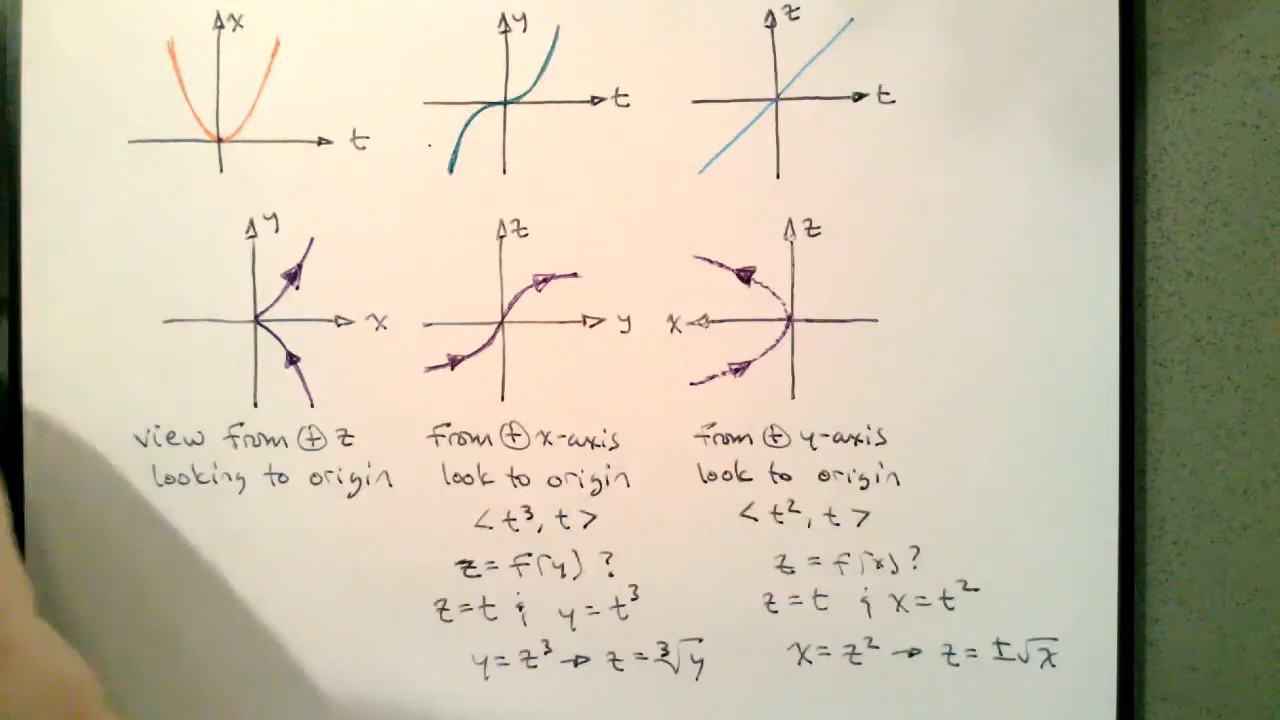 x
t
y
t
z
t
y
x
z
y
z
x
view from ⊕ z
looking to origin
from ⊕ x-axis
look to origin
< t³, t >
z = f(y) ?
z = t & y = t³
y = z³ → z = ∛y
from ⊕ y-axis
look to origin
< t², t >
z = f(x) ?
z = t & x = t²
x = z² → z = ±√x